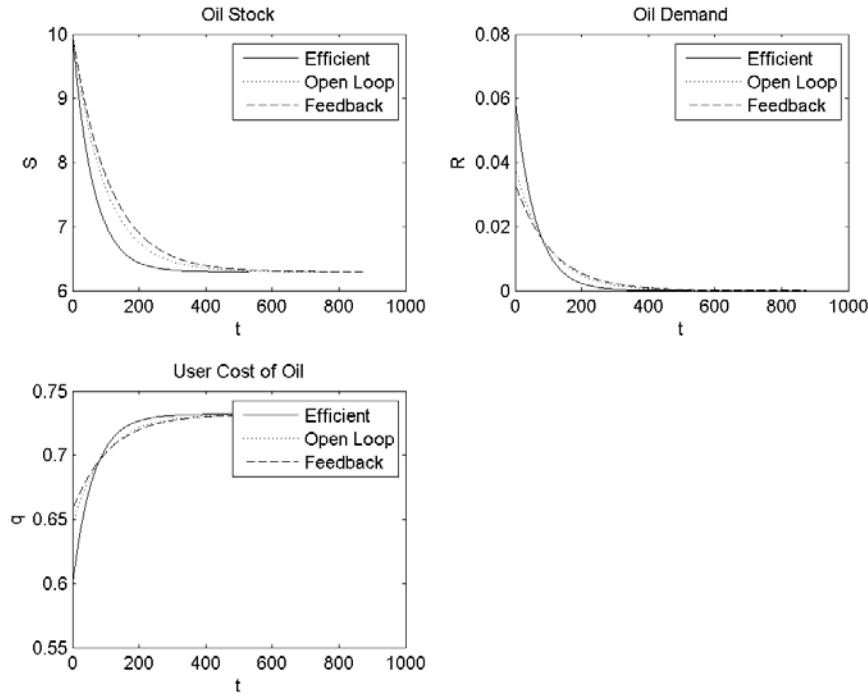 Oil Stock
10
9
8
7
6
S
0 200 400 600 800 1000
t
Efficient
Open Loop
Feedback
Oil Demand
0.08
0.06
0.04
0.02
0
R
0 200 400 600 800 1000
t
Efficient
Open Loop
Feedback
User Cost of Oil
0.75
0.7
0.65
0.6
0.55
q
0 200 400 600 800 1000
t
Efficient
Open Loop
Feedback